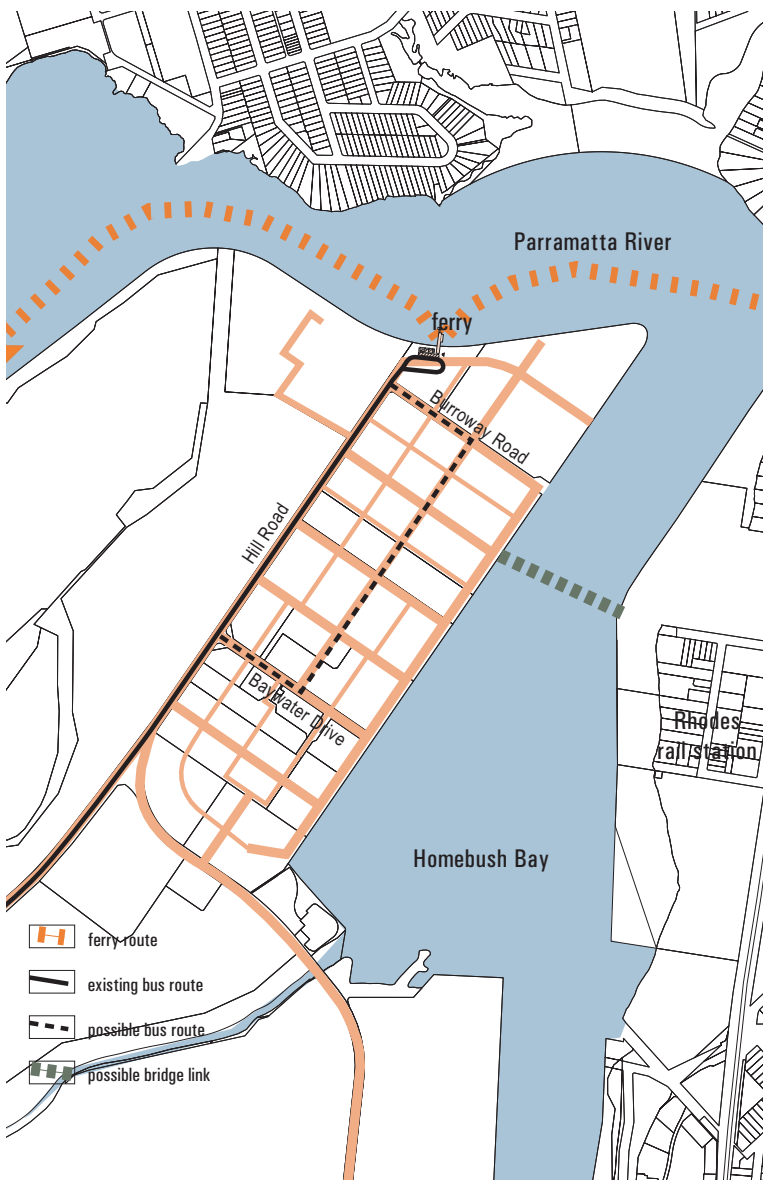 Parramatta River
ferry
Burroway Road
Hill Road
Baywater Drive
Rhodes
rail station
Homebush Bay
ferry route
existing bus route
possible bus route
possible bridge link